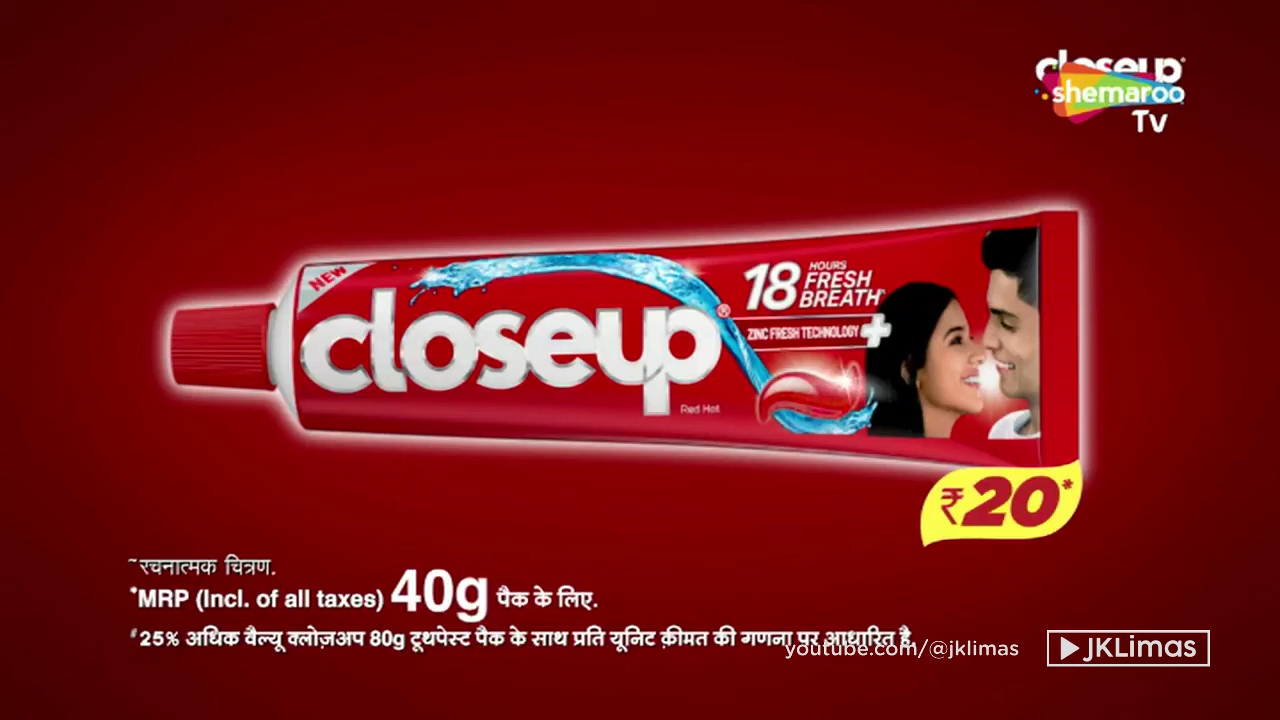 closeup
shemaroo
Tv
NEW
closeup®
Red Hot
18 HOURS FRESH BREATH
ZINC FRESH TECHNOLOGY +
₹20*
~रचनात्मक चित्रण.
*MRP (Incl. of all taxes) 40g पैक के लिए.
#25% अधिक वैल्यू क्लोज़अप 80g टूथपेस्ट पैक के साथ प्रति यूनिट क़ीमत की गणना पर आधारित है.
youtube.com/@jklimas
JKLimas